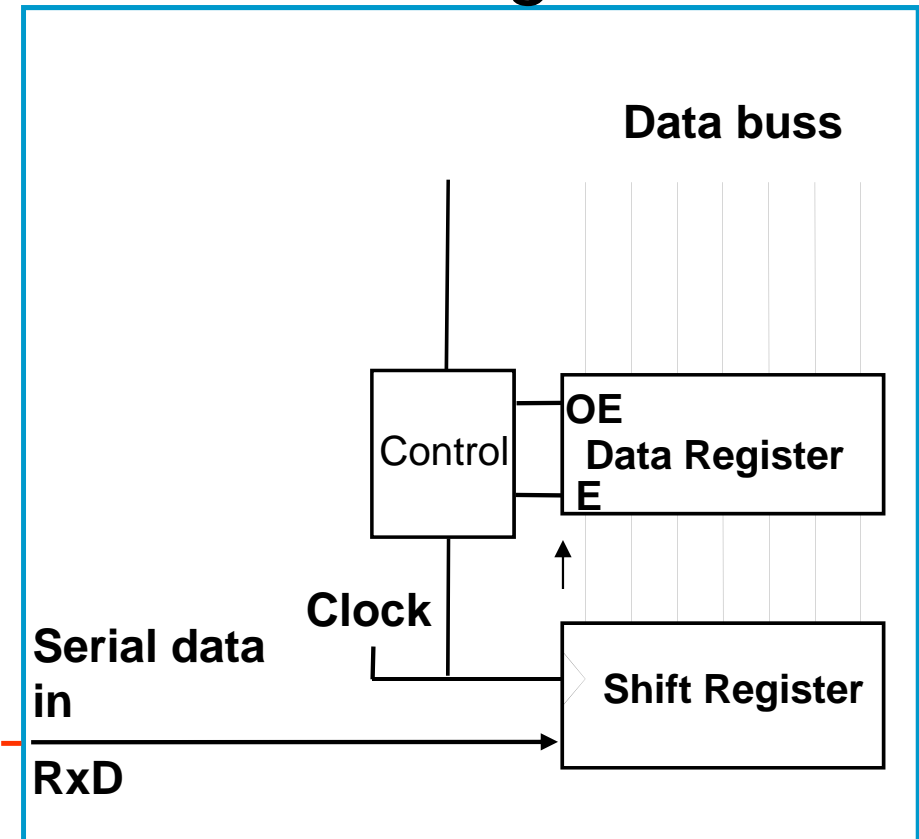 Data buss
OE
Control
Data Register
E
Clock
Serial data
in
Shift Register
RxD